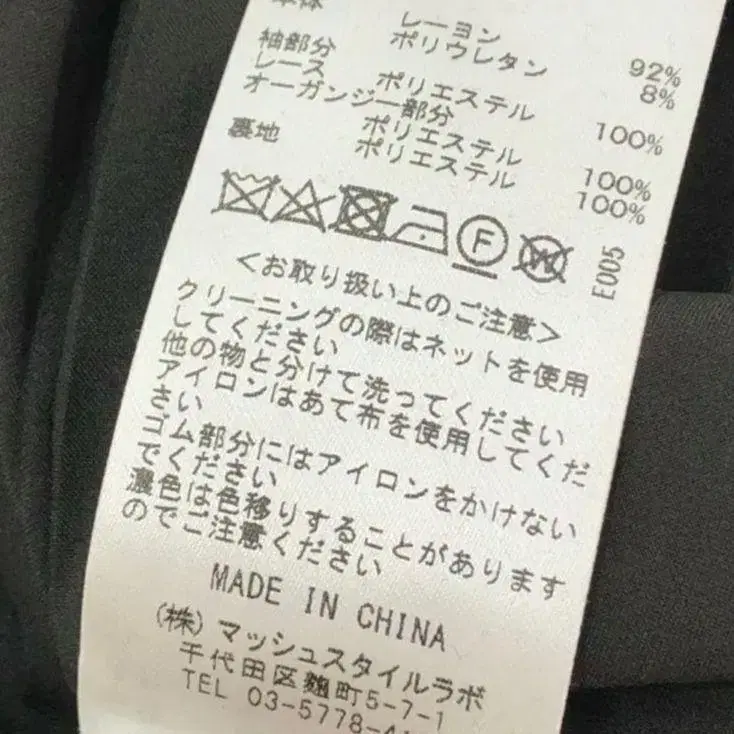 本体
レーヨン 92%
ポリウレタン 8%
袖部分
レース ポリエステル 100%
オーガンジー部分
ポリエステル 100%
裏地 ポリエステル 100%
F W
E005
<お取り扱い上のご注意>
クリーニングの際はネットを使用
してください
他の物と分けて洗ってください
アイロンはあて布を使用してくだ
さい
ゴム部分にはアイロンをかけない
でください
濃色は色移りすることがあります
のでご注意ください
MADE IN CHINA
(株)マッシュスタイルラボ
千代田区麹町5-7-1
TEL 03-5778-4